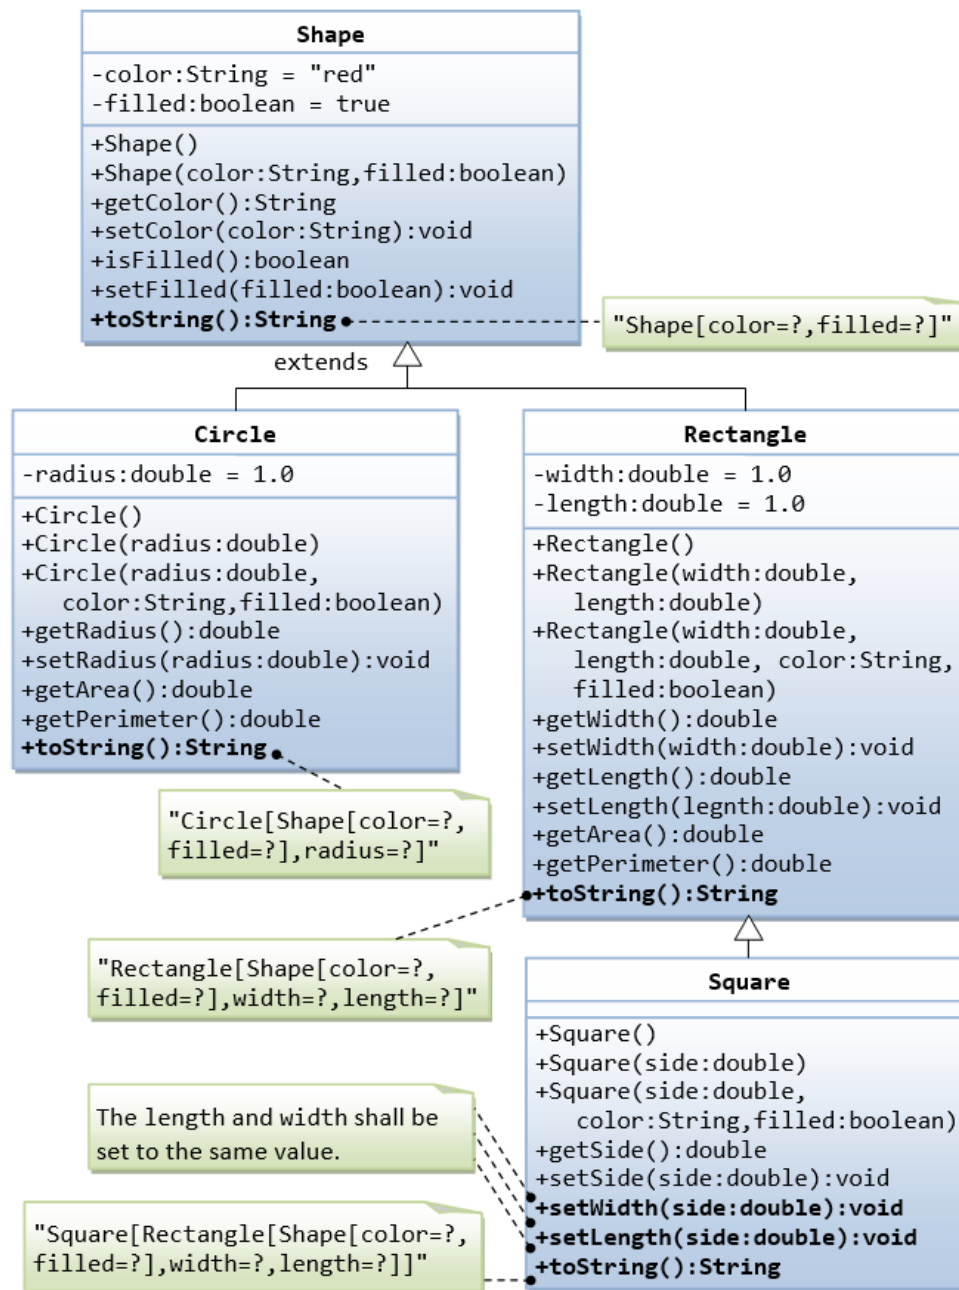 Shape
-color:String = "red"
-filled:boolean = true
+Shape()
+Shape(color:String,filled:boolean)
+getColor():String
+setColor(color:String):void
+isFilled():boolean
+setFilled(filled:boolean):void
+toString():String
"Shape[color=?,filled=?]"
extends
Circle
-radius:double = 1.0
+Circle()
+Circle(radius:double)
+Circle(radius:double,
color:String,filled:boolean)
+getRadius():double
+setRadius(radius:double):void
+getArea():double
+getPerimeter():double
+toString():String
"Circle[Shape[color=?,
filled=?],radius=?]"
Rectangle
-width:double = 1.0
-length:double = 1.0
+Rectangle()
+Rectangle(width:double,
length:double)
+Rectangle(width:double,
length:double, color:String,
filled:boolean)
+getWidth():double
+setWidth(width:double):void
+getLength():double
+setLength(legnth:double):void
+getArea():double
+getPerimeter():double
+toString():String
"Rectangle[Shape[color=?,
filled=?],width=?,length=?]"
Square
+Square()
+Square(side:double)
+Square(side:double,
color:String,filled:boolean)
+getSide():double
+setSide(side:double):void
+setWidth(side:double):void
+setLength(side:double):void
+toString():String
The length and width shall be
set to the same value.
"Square[Rectangle[Shape[color=?,
filled=?],width=?,length=?]]"